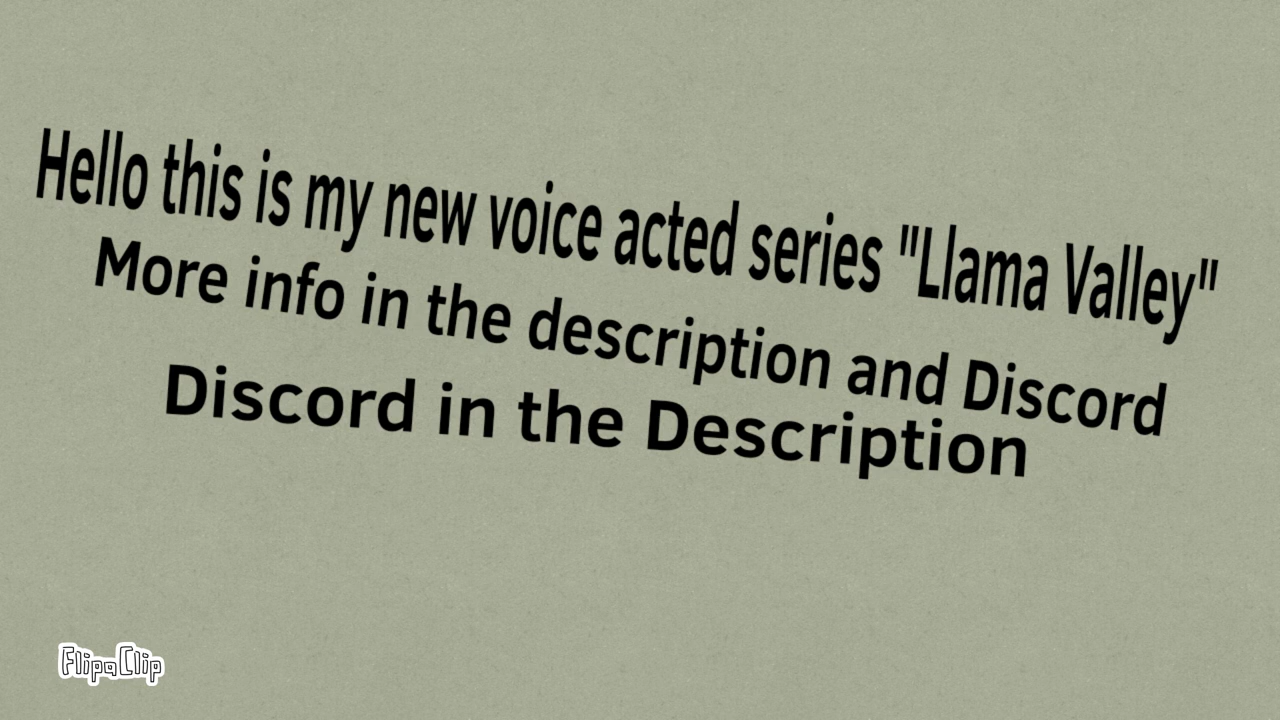 Hello this is my new voice acted series "Llama Valley"
More info in the description and Discord
Discord in the Description
FlipaClip